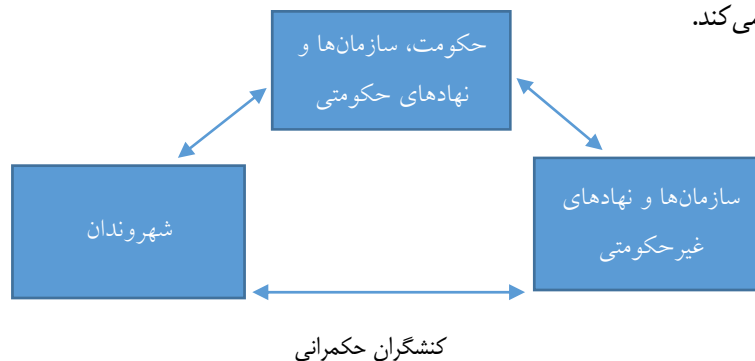 می‌کند.
حکومت، سازمان‌ها و
نهادهای حکومتی
سازمان‌ها و نهادهای
غیرحکومتی
شهروندان
کنشگران حکمرانی